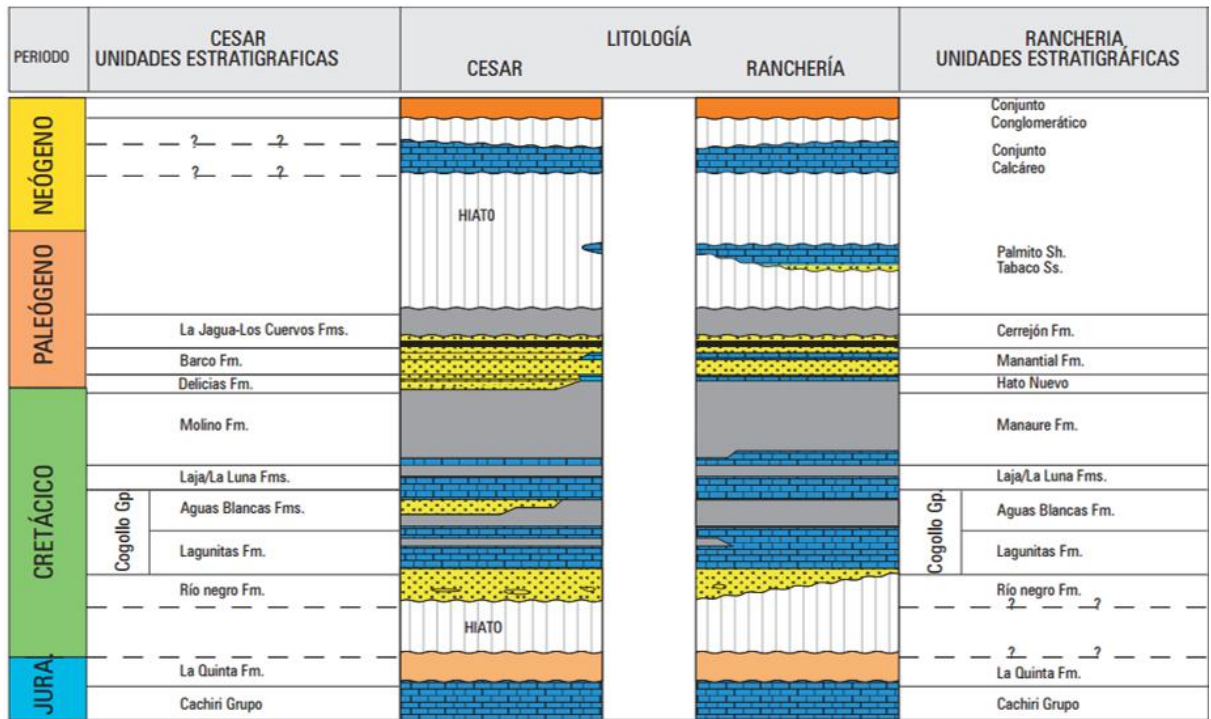 PERIODO
CESAR
UNIDADES ESTRATIGRAFICAS
LITOLOGÍA
CESAR
RANCHERÍA
RANCHERIA
UNIDADES ESTRATIGRÁFICAS
NEÓGENO
PALEÓGENO
CRETÁCICO
JURA.
? ?
? ?
La Jagua-Los Cuervos Fms.
Barco Fm.
Delicias Fm.
Molino Fm.
Laja/La Luna Fms.
Cogollo Gp.
Aguas Blancas Fms.
Lagunitas Fm.
Río negro Fm.
La Quinta Fm.
Cachiri Grupo
HIATO
HIATO
Conjunto
Conglomerático
Conjunto
Calcáreo
Palmito Sh.
Tabaco Ss.
Cerrejón Fm.
Manantial Fm.
Hato Nuevo
Manaure Fm.
Laja/La Luna Fms.
Cogollo Gp.
Aguas Blancas Fm.
Lagunitas Fm.
Río negro Fm.
? ?
? ?
La Quinta Fm.
Cachiri Grupo